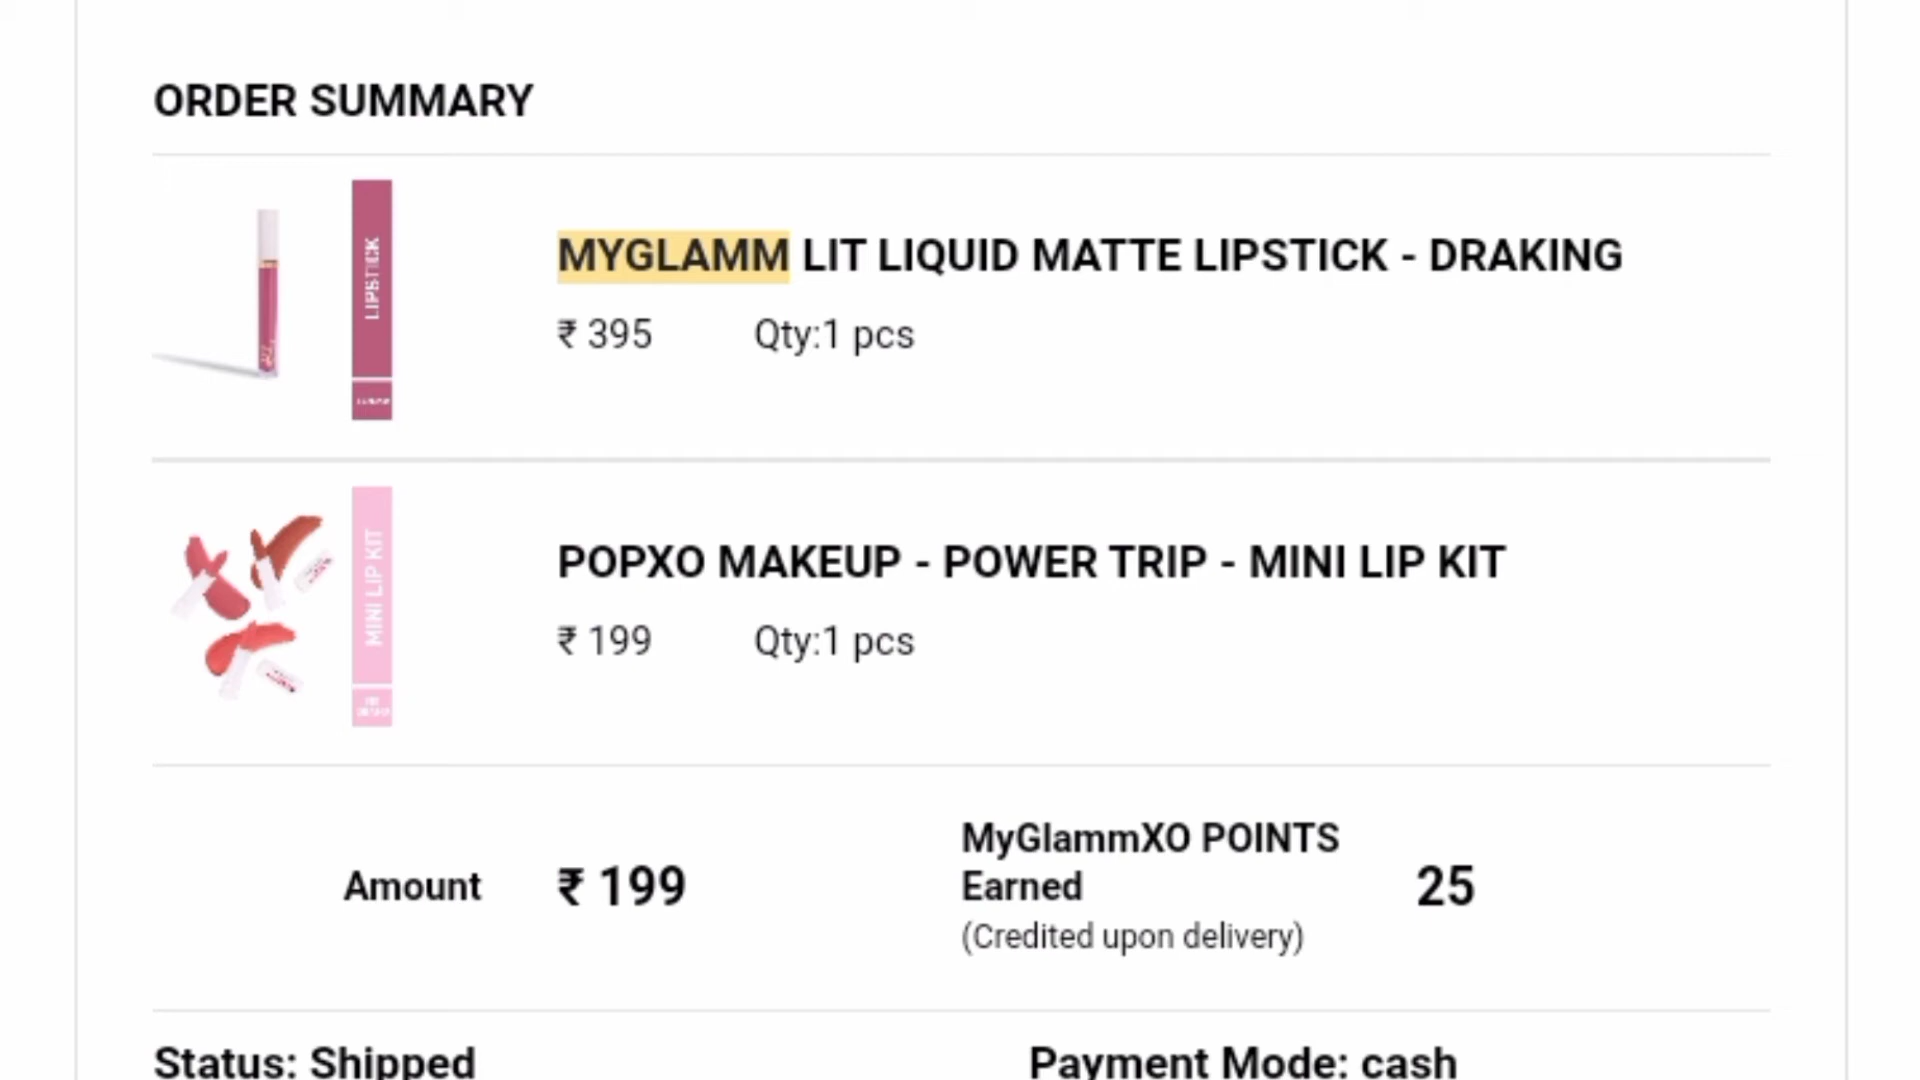 ORDER SUMMARY
LIPSTICK
MYGLAMM LIT LIQUID MATTE LIPSTICK - DRAKING
₹ 395 Qty:1 pcs
MINI LIP KIT
POPXO MAKEUP - POWER TRIP - MINI LIP KIT
₹ 199 Qty:1 pcs
Amount ₹ 199
MyGlammXO POINTS
Earned 25
(Credited upon delivery)
Status: Shipped
Payment Mode: cash